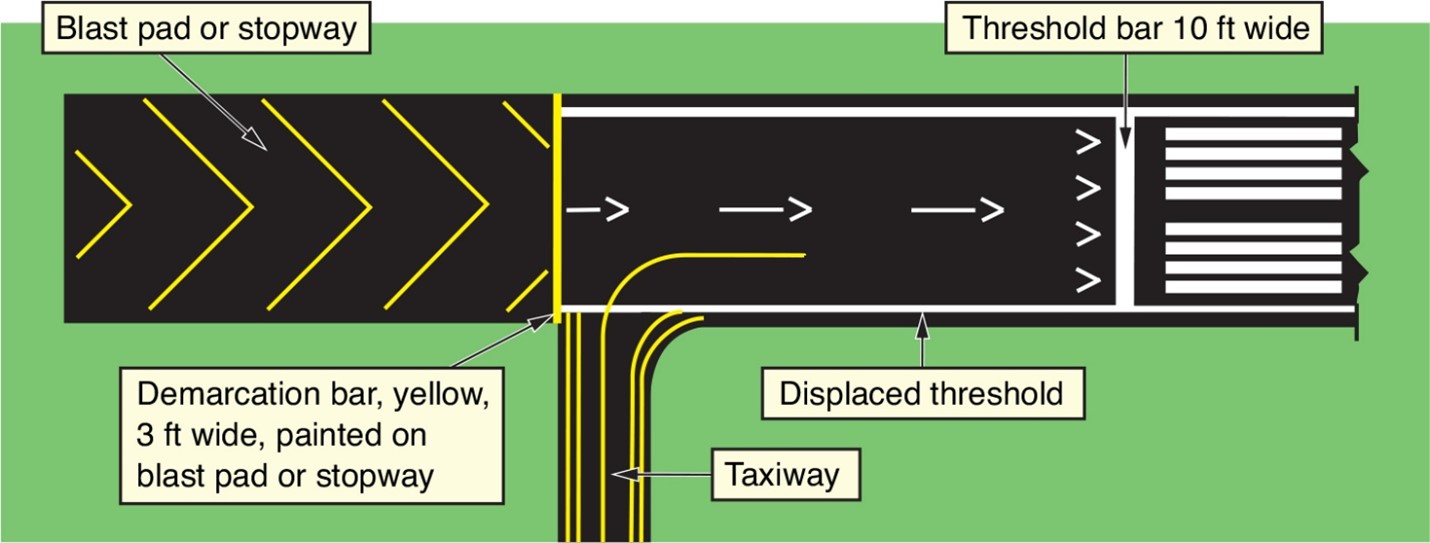 Blast pad or stopway
Threshold bar 10 ft wide
Demarcation bar, yellow,
3 ft wide, painted on
blast pad or stopway
Displaced threshold
Taxiway